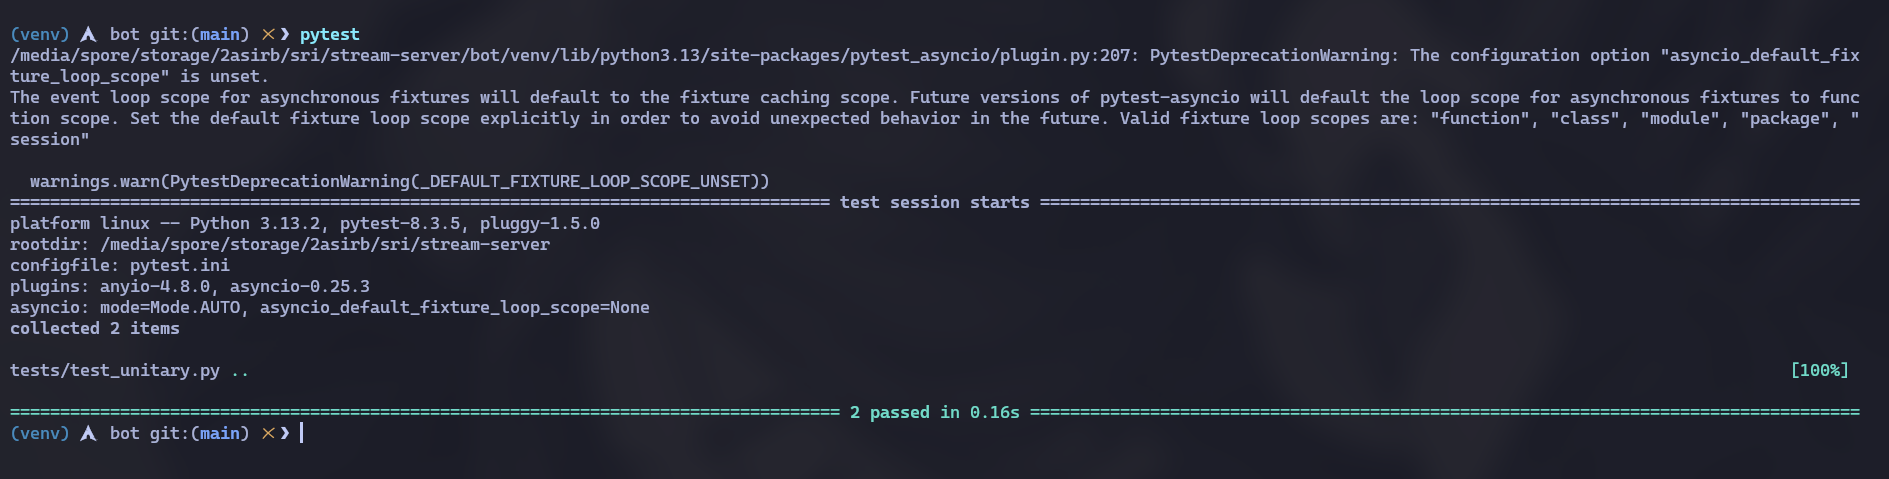 (venv) bot git:(main) ✕❯ pytest
/media/spore/storage/2asirb/sri/stream-server/bot/venv/lib/python3.13/site-packages/pytest_asyncio/plugin.py:207: PytestDeprecationWarning: The configuration option "asyncio_default_fix
ture_loop_scope" is unset.
The event loop scope for asynchronous fixtures will default to the fixture caching scope. Future versions of pytest-asyncio will default the loop scope for asynchronous fixtures to func
tion scope. Set the default fixture loop scope explicitly in order to avoid unexpected behavior in the future. Valid fixture loop scopes are: "function", "class", "module", "package", "
session"
warnings.warn(PytestDeprecationWarning(_DEFAULT_FIXTURE_LOOP_SCOPE_UNSET))
================================================================================== test session starts ==================================================================================
platform linux -- Python 3.13.2, pytest-8.3.5, pluggy-1.5.0
rootdir: /media/spore/storage/2asirb/sri/stream-server
configfile: pytest.ini
plugins: anyio-4.8.0, asyncio-0.25.3
asyncio: mode=Mode.AUTO, asyncio_default_fixture_loop_scope=None
collected 2 items
tests/test_unitary.py .. [100%]
=================================================================================== 2 passed in 0.16s ===================================================================================
(venv) bot git:(main) ✕❯